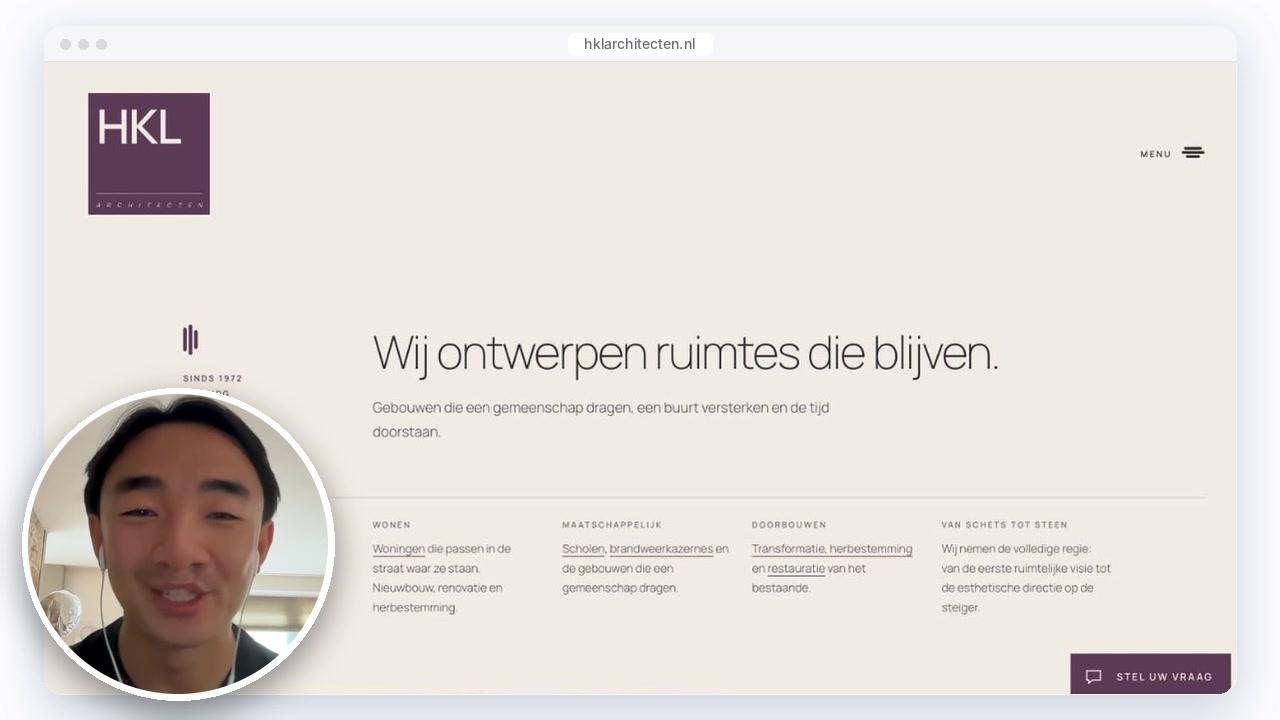 hklarchitecten.nl
HKL
ARCHITECTEN
MENU
SINDS 1972
Wij ontwerpen ruimtes die blijven.
Gebouwen die een gemeenschap dragen, een buurt versterken en de tijd
doorstaan.
WONEN
Woningen die passen in de
straat waar ze staan.
Nieuwbouw, renovatie en
herbestemming.
MAATSCHAPPELIJK
Scholen, brandweerkazernes en
de gebouwen die een
gemeenschap dragen.
DOORBOUWEN
Transformatie, herbestemming
en restauratie van het
bestaande.
VAN SCHETS TOT STEEN
Wij nemen de volledige regie:
van de eerste ruimtelijke visie tot
de esthetische directie op de
steiger.
STEL UW VRAAG